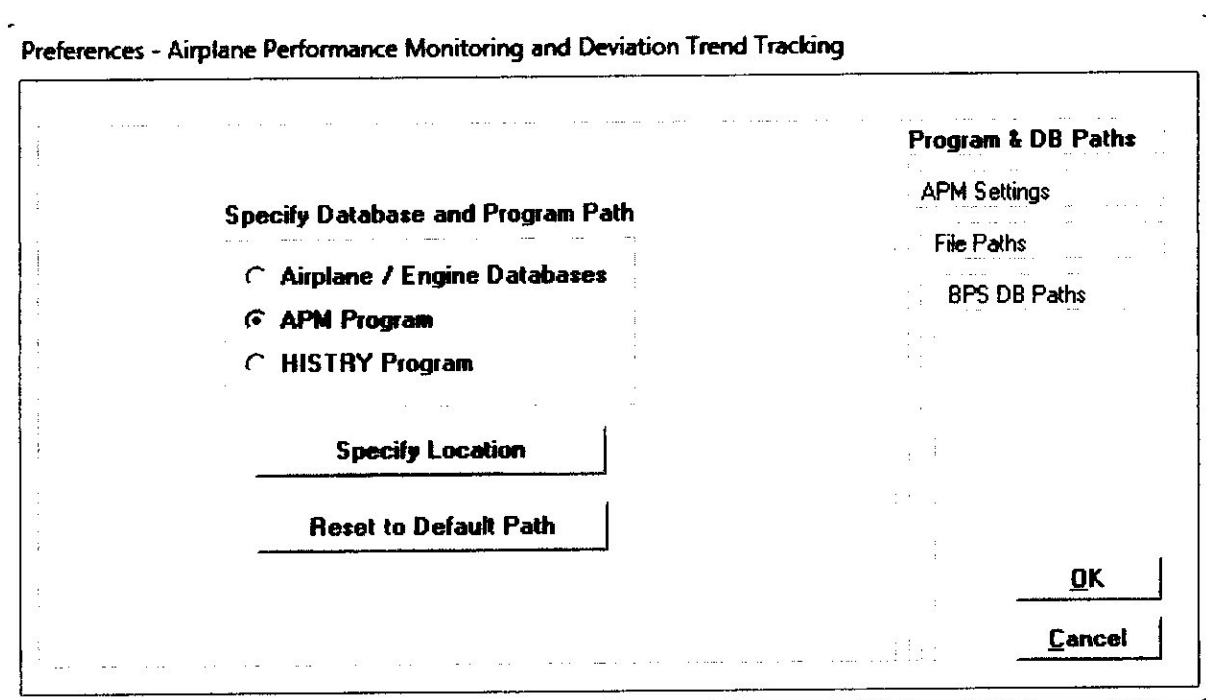 Preferences - Airplane Performance Monitoring and Deviation Trend Tracking
Specify Database and Program Path
Airplane / Engine Databases
APM Program
HISTRY Program
Specify Location
Reset to Default Path
Program & DB Paths
APM Settings
File Paths
BPS DB Paths
OK
Cancel